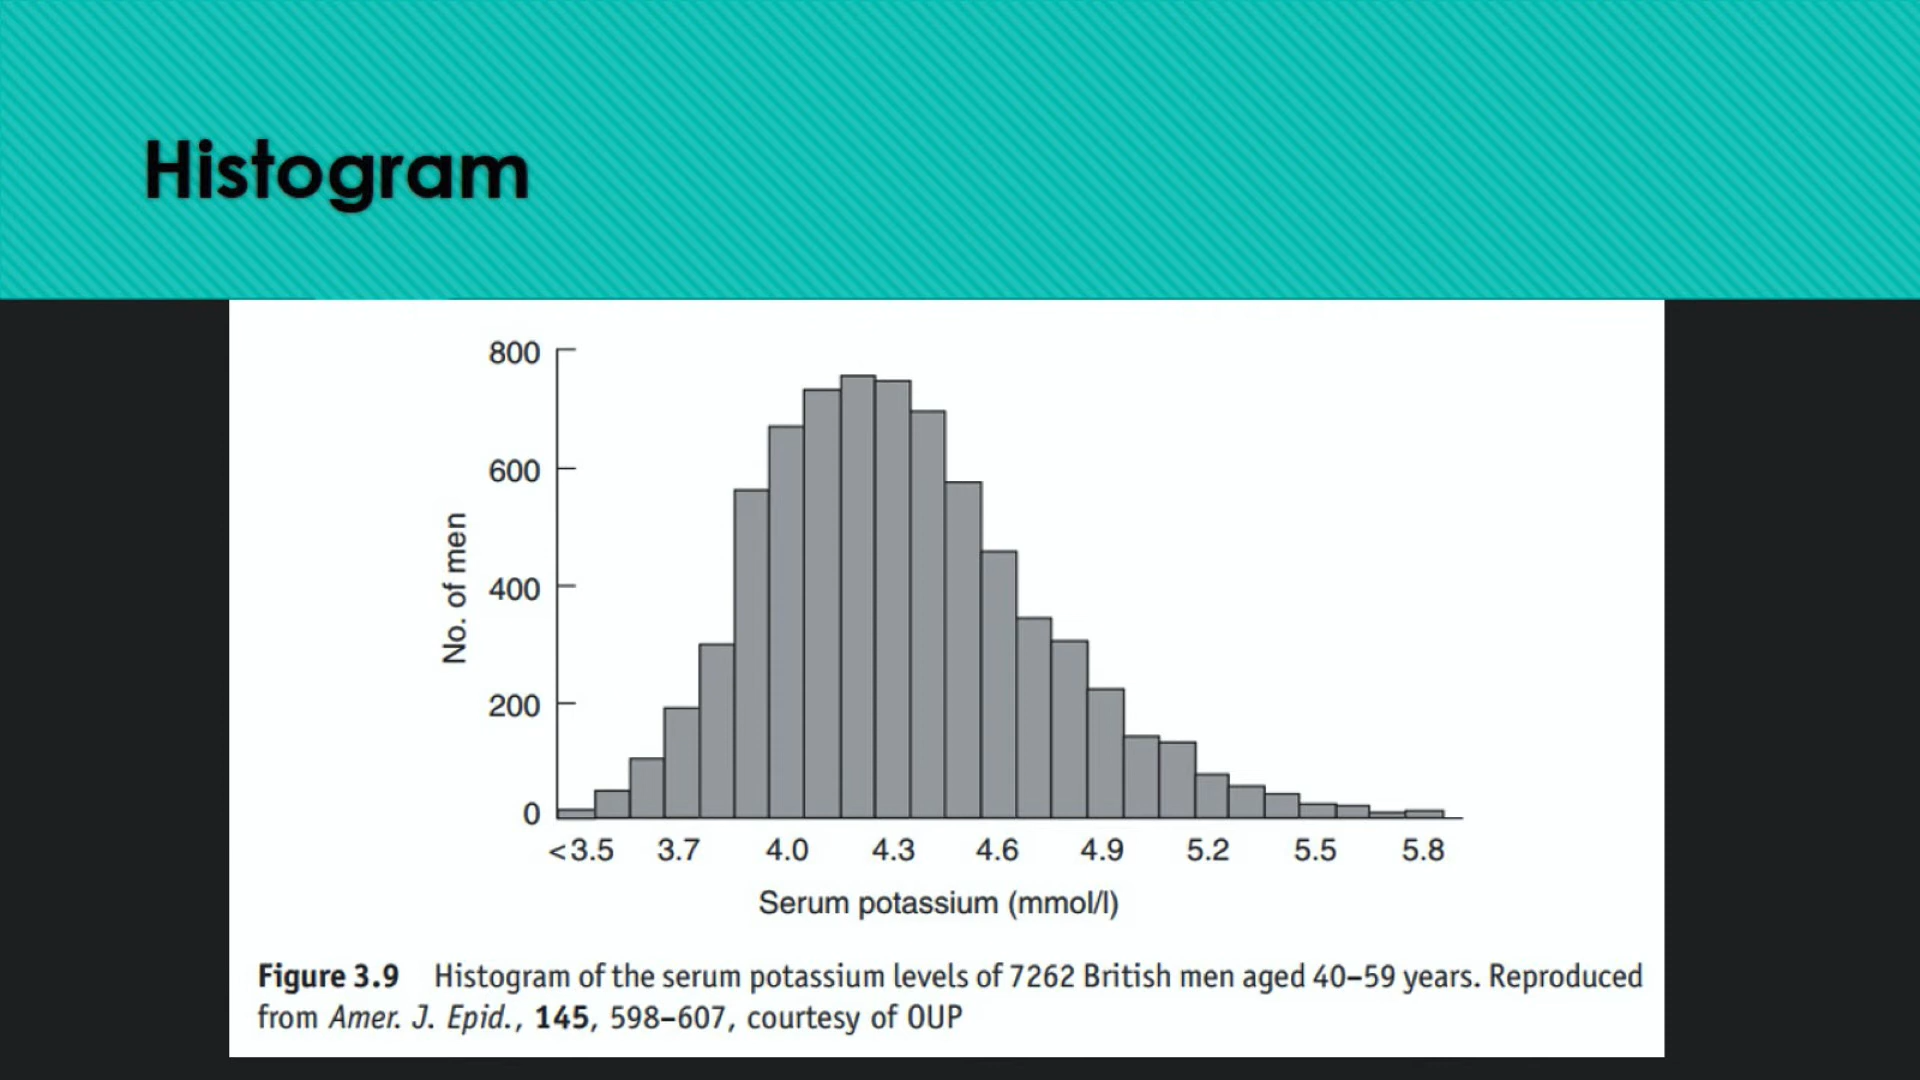 Histogram
800
600
400
200
0
No. of men
<3.5 3.7 4.0 4.3 4.6 4.9 5.2 5.5 5.8
Serum potassium (mmol/l)
Figure 3.9 Histogram of the serum potassium levels of 7262 British men aged 40–59 years. Reproduced
from Amer. J. Epid., 145, 598–607, courtesy of OUP